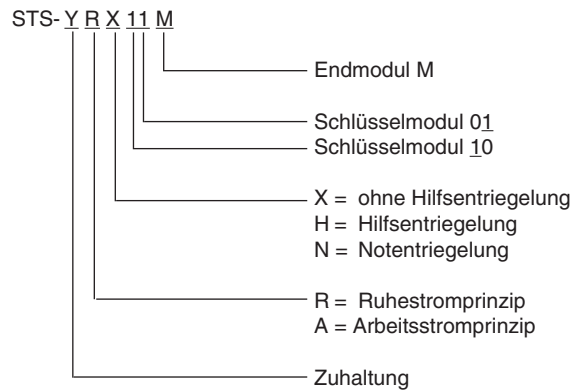 STS- Y R X 11 M
Endmodul M
Schlüsselmodul 01
Schlüsselmodul 10
X = ohne Hilfsentriegelung
H = Hilfsentriegelung
N = Notentriegelung
R = Ruhestromprinzip
A = Arbeitsstromprinzip
Zuhaltung